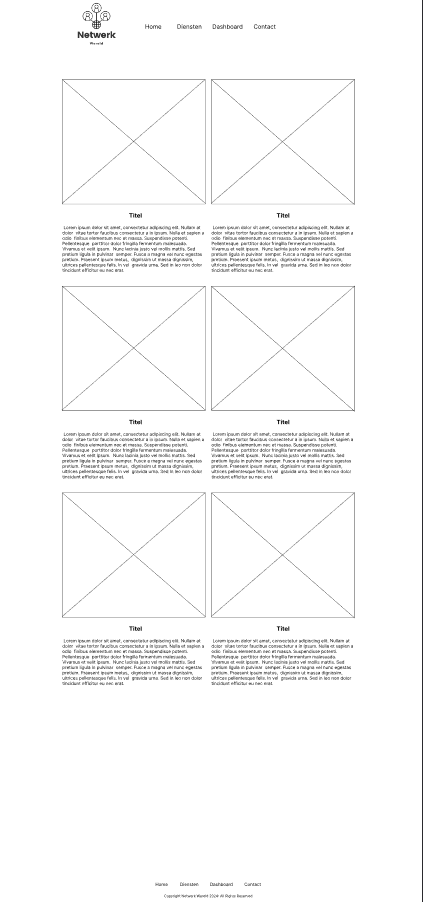 Netwerk
Wereld
Home Diensten Dashboard Contact
Titel
Lorem ipsum dolor sit amet, consectetur adipiscing elit. Nulla et
dolor vitae tortor faucibus consectetur a in ipsum. Nulla et sapien a
odio finibus elementum nec et massa. Suspendisse potenti.
Pellentesque porttitor dolor fringilla fermentum malesuada.
Vivamus et velit ipsum. Nunc lacinia justo vel mollis mattis. Sed
pretium ligula in pulvinar semper. Fusce a magna vel nunc egestas
pretium. Praesent ipsum metus, dignissim ut massa dignissim,
ultrices pellentesque felis. In vel gravida urna. Sed in leo non dolor
tincidunt efficitur eu nec erat.
Titel
Lorem ipsum dolor sit amet, consectetur adipiscing elit. Nulla et
dolor vitae tortor faucibus consectetur a in ipsum. Nulla et sapien a
odio finibus elementum nec et massa. Suspendisse potenti.
Pellentesque porttitor dolor fringilla fermentum malesuada.
Vivamus et velit ipsum. Nunc lacinia justo vel mollis mattis. Sed
pretium ligula in pulvinar semper. Fusce a magna vel nunc egestas
pretium. Praesent ipsum metus, dignissim ut massa dignissim,
ultrices pellentesque felis. In vel gravida urna. Sed in leo non dolor
tincidunt efficitur eu nec erat.
Titel
Lorem ipsum dolor sit amet, consectetur adipiscing elit. Nulla et
dolor vitae tortor faucibus consectetur a in ipsum. Nulla et sapien a
odio finibus elementum nec et massa. Suspendisse potenti.
Pellentesque porttitor dolor fringilla fermentum malesuada.
Vivamus et velit ipsum. Nunc lacinia justo vel mollis mattis. Sed
pretium ligula in pulvinar semper. Fusce a magna vel nunc egestas
pretium. Praesent ipsum metus, dignissim ut massa dignissim,
ultrices pellentesque felis. In vel gravida urna. Sed in leo non dolor
tincidunt efficitur eu nec erat.
Titel
Lorem ipsum dolor sit amet, consectetur adipiscing elit. Nulla et
dolor vitae tortor faucibus consectetur a in ipsum. Nulla et sapien a
odio finibus elementum nec et massa. Suspendisse potenti.
Pellentesque porttitor dolor fringilla fermentum malesuada.
Vivamus et velit ipsum. Nunc lacinia justo vel mollis mattis. Sed
pretium ligula in pulvinar semper. Fusce a magna vel nunc egestas
pretium. Praesent ipsum metus, dignissim ut massa dignissim,
ultrices pellentesque felis. In vel gravida urna. Sed in leo non dolor
tincidunt efficitur eu nec erat.
Titel
Lorem ipsum dolor sit amet, consectetur adipiscing elit. Nulla et
dolor vitae tortor faucibus consectetur a in ipsum. Nulla et sapien a
odio finibus elementum nec et massa. Suspendisse potenti.
Pellentesque porttitor dolor fringilla fermentum malesuada.
Vivamus et velit ipsum. Nunc lacinia justo vel mollis mattis. Sed
pretium ligula in pulvinar semper. Fusce a magna vel nunc egestas
pretium. Praesent ipsum metus, dignissim ut massa dignissim,
ultrices pellentesque felis. In vel gravida urna. Sed in leo non dolor
tincidunt efficitur eu nec erat.
Titel
Lorem ipsum dolor sit amet, consectetur adipiscing elit. Nulla et
dolor vitae tortor faucibus consectetur a in ipsum. Nulla et sapien a
odio finibus elementum nec et massa. Suspendisse potenti.
Pellentesque porttitor dolor fringilla fermentum malesuada.
Vivamus et velit ipsum. Nunc lacinia justo vel mollis mattis. Sed
pretium ligula in pulvinar semper. Fusce a magna vel nunc egestas
pretium. Praesent ipsum metus, dignissim ut massa dignissim,
ultrices pellentesque felis. In vel gravida urna. Sed in leo non dolor
tincidunt efficitur eu nec erat.
Home Diensten Dashboard Contact
Copyright Netwerk Wereld 2024 All Rights Reserved